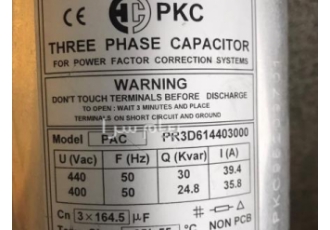 CE PKC
THREE PHASE CAPACITOR
FOR POWER FACTOR CORRECTION SYSTEMS
WARNING
DON'T TOUCH TERMINALS BEFORE DISCHARGE
TO OPEN : WAIT 3 MINUTES AND PLACE
TERMINALS ON SHORT CIRCUIT AND GROUND
Model PAC PR3D614403000
U (Vac) F (Hz) Q (Kvar) I (A)
440 50 30 39.4
400 50 24.8 35.8
Cn 3×164.5 μF
°C NON PCB